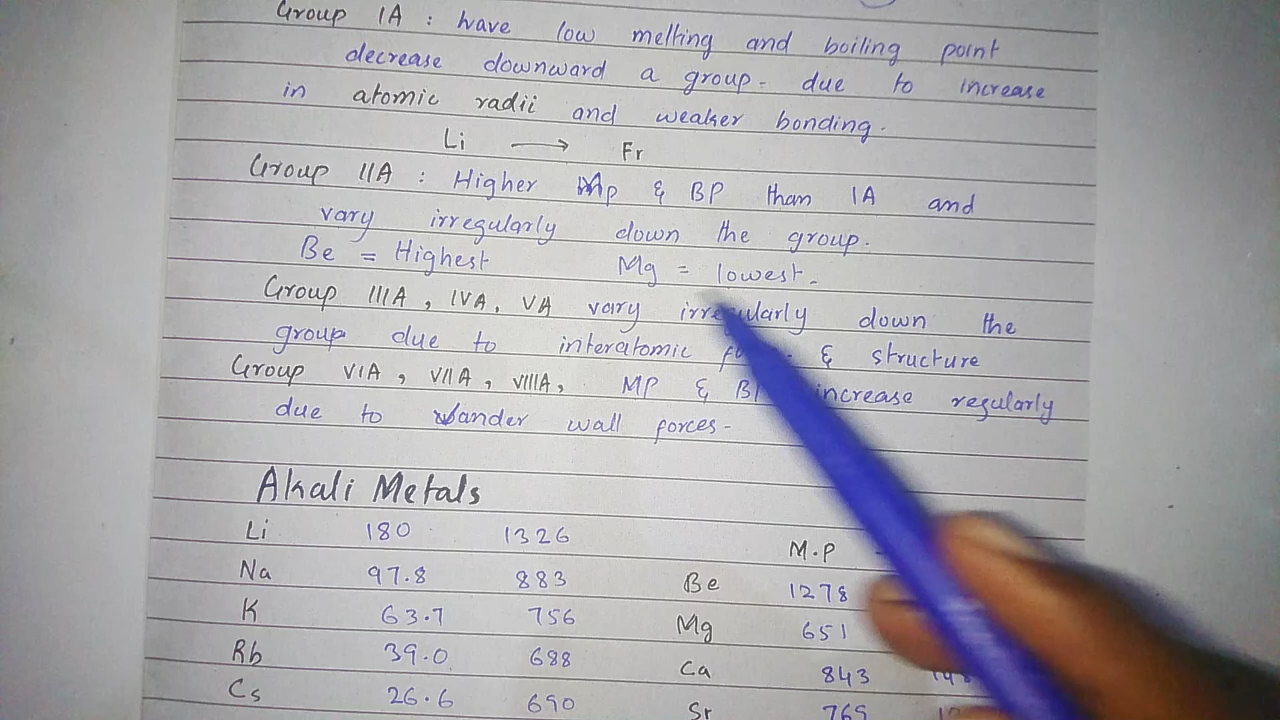 Group IA : have low melting and boiling point
decrease downward a group. due to increase
in atomic radii and weaker bonding.
Li → Fr
Group IIA : Higher Mp & BP than IA and
vary irregularly down the group.
Be = Highest Mg = lowest.
Group IIIA, IVA, VA vary irregularly down the
group due to interatomic & structure
Group VIA, VIIA, VIIIA, MP & increase regularly
due to Vander wall forces-
Akali Metals
Li 180 1326
M.P
Na 97.8 883 Be 1278
K 63.7 756 Mg 651
Rb 39.0 688 Ca 843
Cs 26.6 690 Sr 769